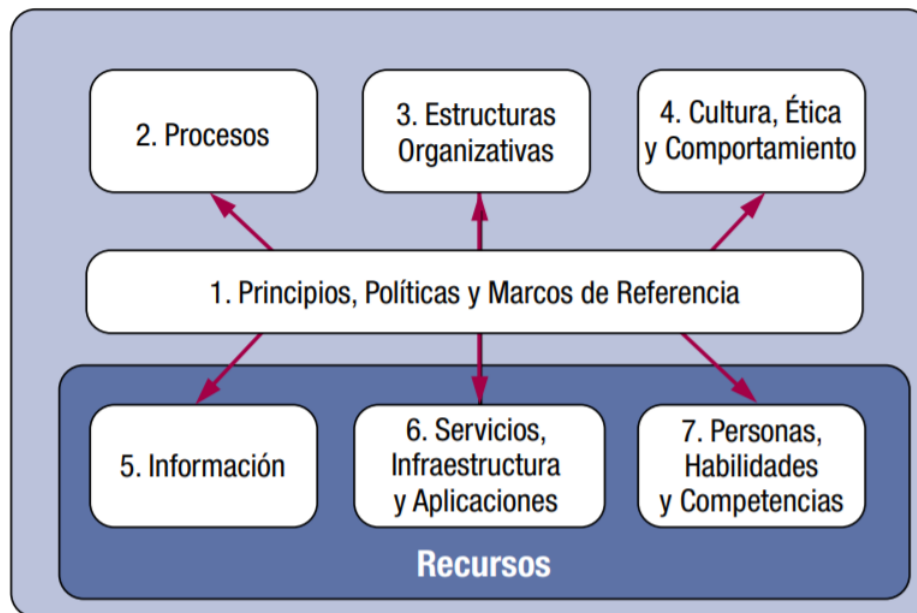 2. Procesos
3. Estructuras
Organizativas
4. Cultura, Ética
y Comportamiento
1. Principios, Políticas y Marcos de Referencia
5. Información
6. Servicios,
Infraestructura
y Aplicaciones
7. Personas,
Habilidades
y Competencias
Recursos